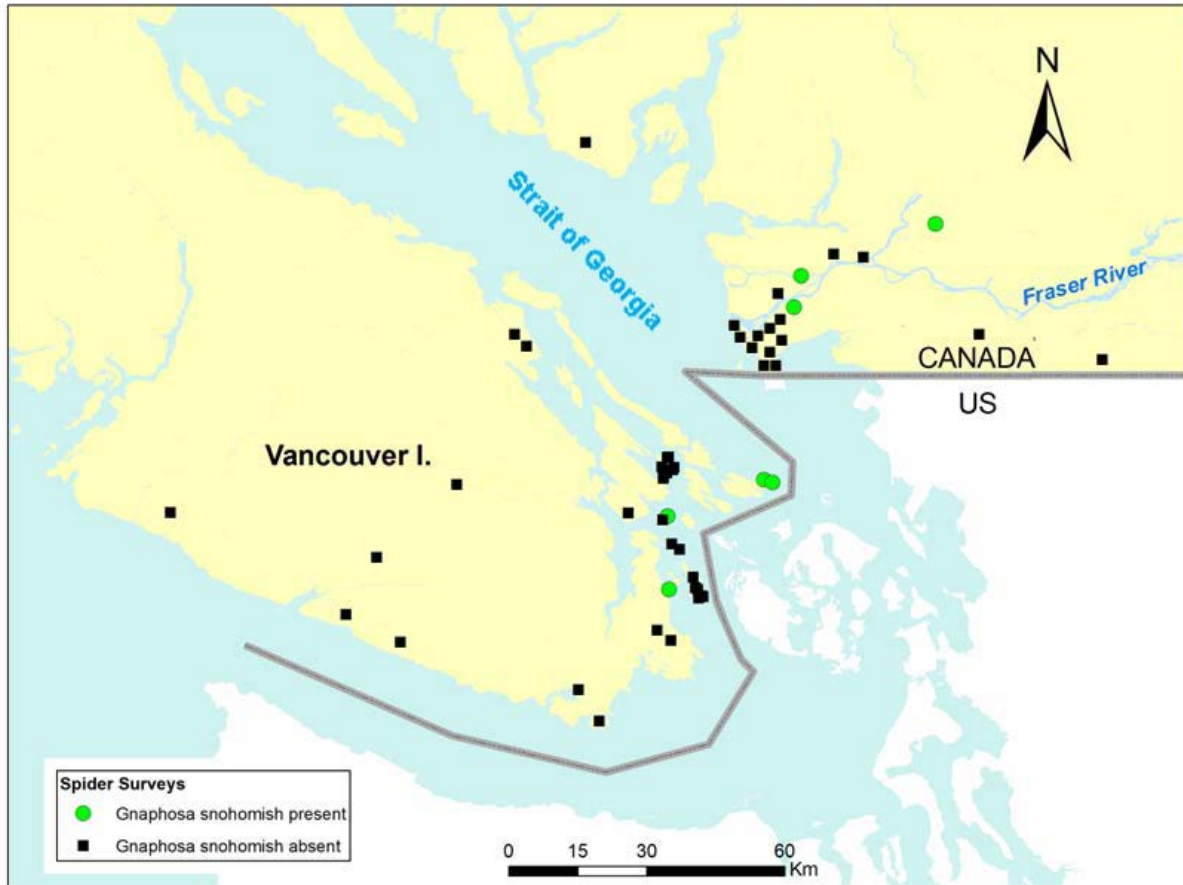 N
Strait of Georgia
Fraser River
CANADA
US
Vancouver I.
Spider Surveys
Gnaphosa snohomish present
Gnaphosa snohomish absent
0 15 30 60
Km